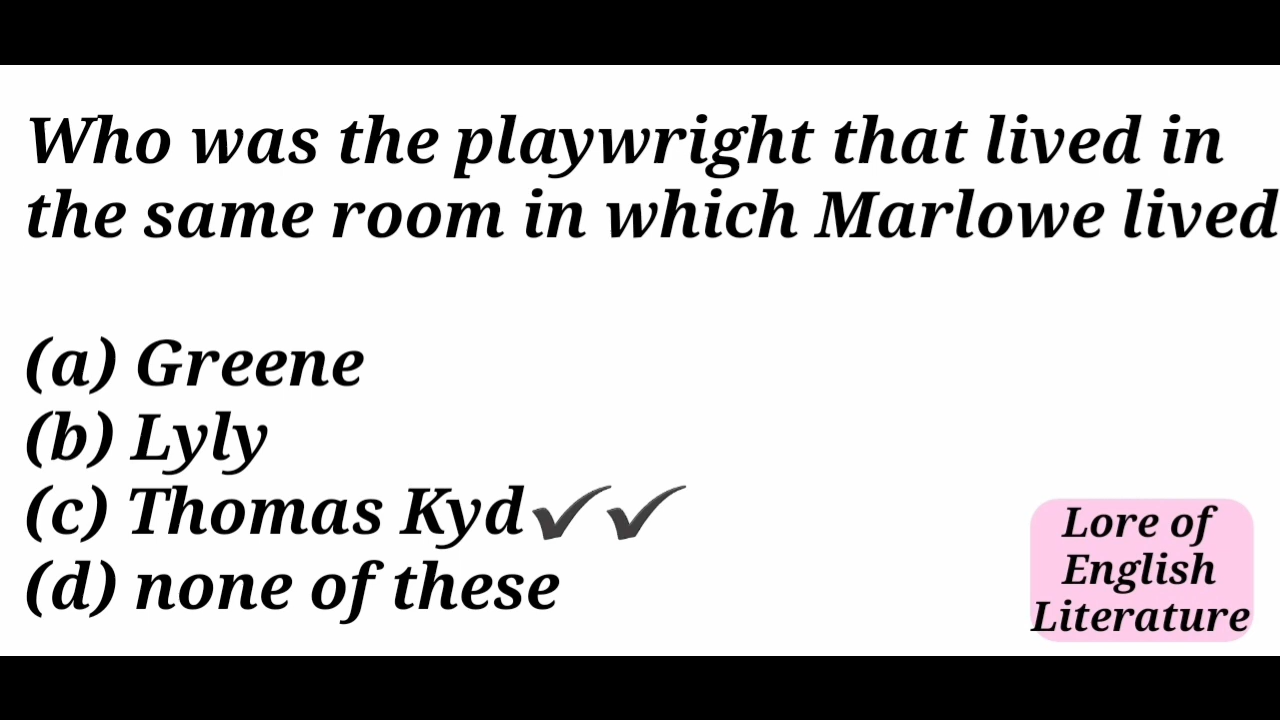 Who was the playwright that lived in
the same room in which Marlowe lived
(a) Greene
(b) Lyly
(c) Thomas Kyd✔✔
(d) none of these
Lore of
English
Literature